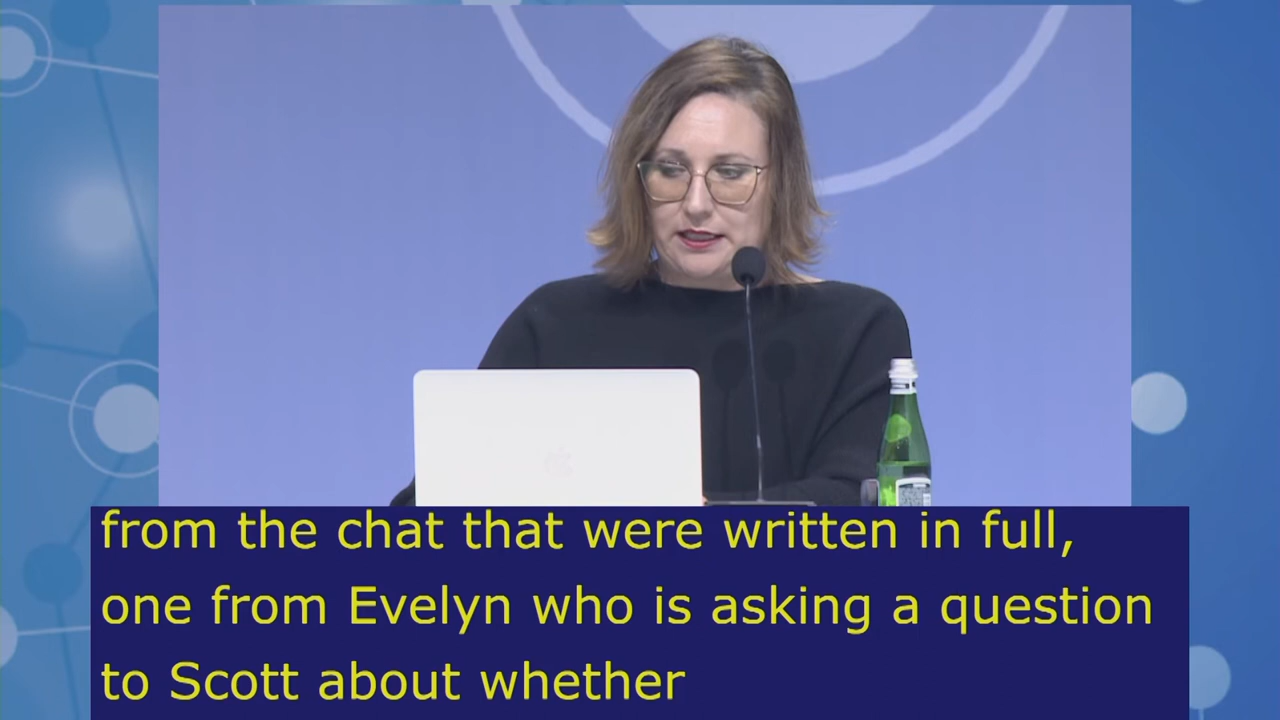 from the chat that were written in full,
one from Evelyn who is asking a question
to Scott about whether